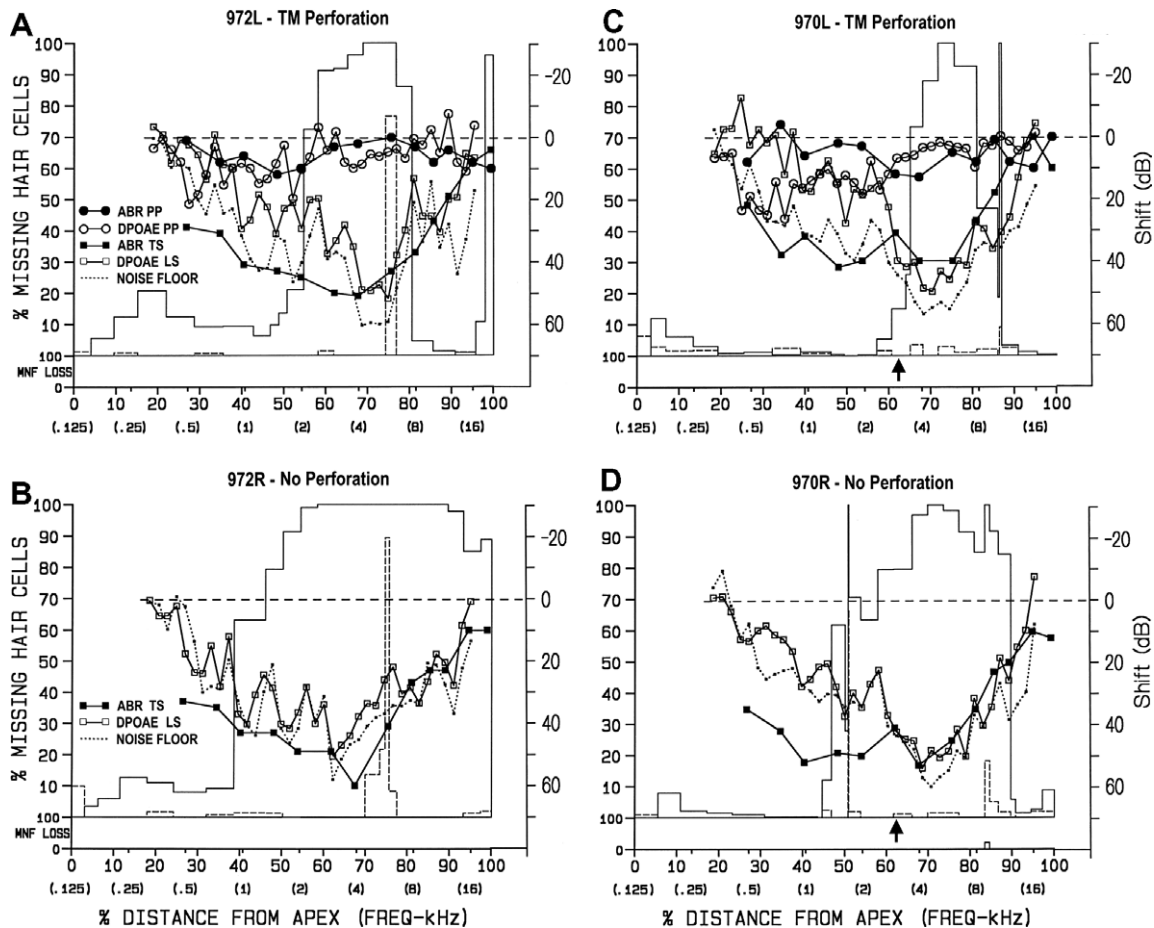 A
972L - TM Perforation
% MISSING HAIR CELLS
100
90
80
70
60
50
40
30
20
10
100
MNF LOSS
0
-20
0
20
40
60
ABR PP
DPOAE PP
ABR TS
DPOAE LS
NOISE FLOOR
0 10 20 30 40 50 60 70 80 90 100
(.125) (.25) (.5) (1) (2) (4) (8) (16)
C
970L - TM Perforation
100
90
80
70
60
50
40
30
20
10
100
0
-20
0
20
40
60
Shift (dB)
0 10 20 30 40 50 60 70 80 90 100
(.125) (.25) (.5) (1) (2) (4) (8) (16)
B
972R - No Perforation
% MISSING HAIR CELLS
100
90
80
70
60
50
40
30
20
10
100
MNF LOSS
0
-20
0
20
40
60
ABR TS
DPOAE LS
NOISE FLOOR
0 10 20 30 40 50 60 70 80 90 100
(.125) (.25) (.5) (1) (2) (4) (8) (16)
% DISTANCE FROM APEX (FREQ-kHz)
D
970R - No Perforation
100
90
80
70
60
50
40
30
20
10
100
0
-20
0
20
40
60
Shift (dB)
0 10 20 30 40 50 60 70 80 90 100
(.125) (.25) (.5) (1) (2) (4) (8) (16)
% DISTANCE FROM APEX (FREQ-kHz)